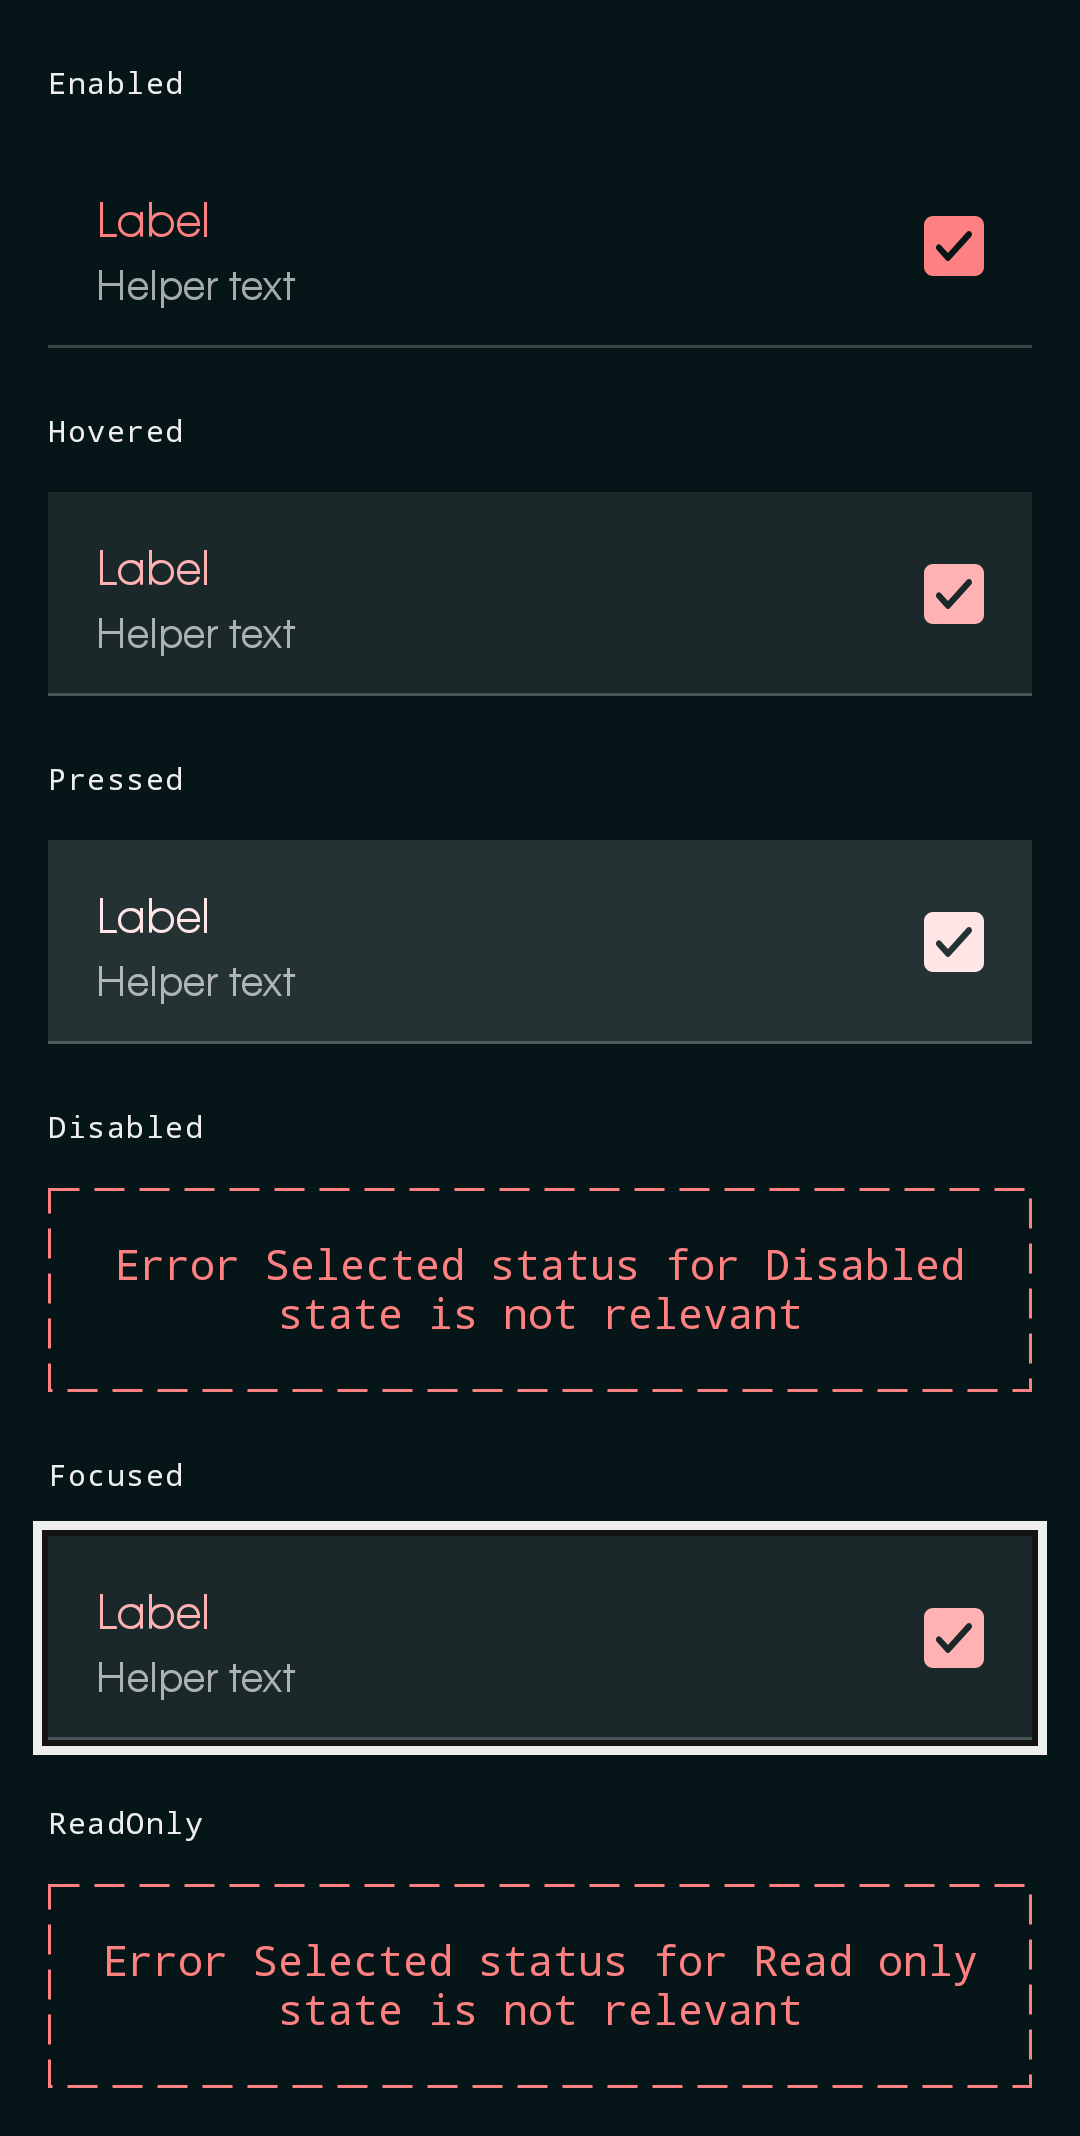 Enabled
Label
Helper text
Hovered
Label
Helper text
Pressed
Label
Helper text
Disabled
Error Selected status for Disabled
state is not relevant
Focused
Label
Helper text
ReadOnly
Error Selected status for Read only
state is not relevant